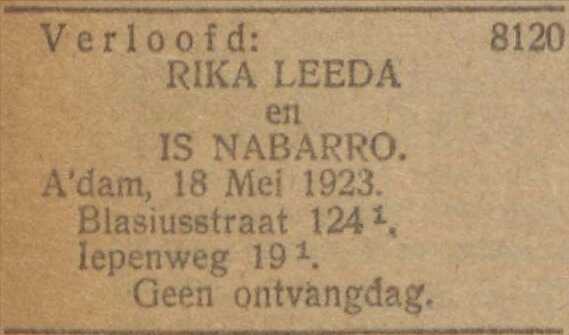 Verloofd: 8120
RIKA LEEDA
en
IS NABARRO.
A'dam, 18 Mei 1923.
Blasiusstraat 124¹.
Iepenweg 19¹.
Geen ontvangdag.